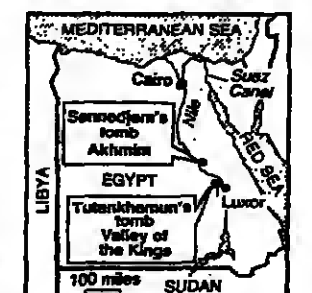 MEDITERRANEAN SEA
Cairo
Suez
Canal
Nile
Sennedjem's
tomb
Akhmim
RED SEA
LIBYA
EGYPT
Tutankhamun's
tomb
Valley of
the Kings
Luxor
100 miles
SUDAN